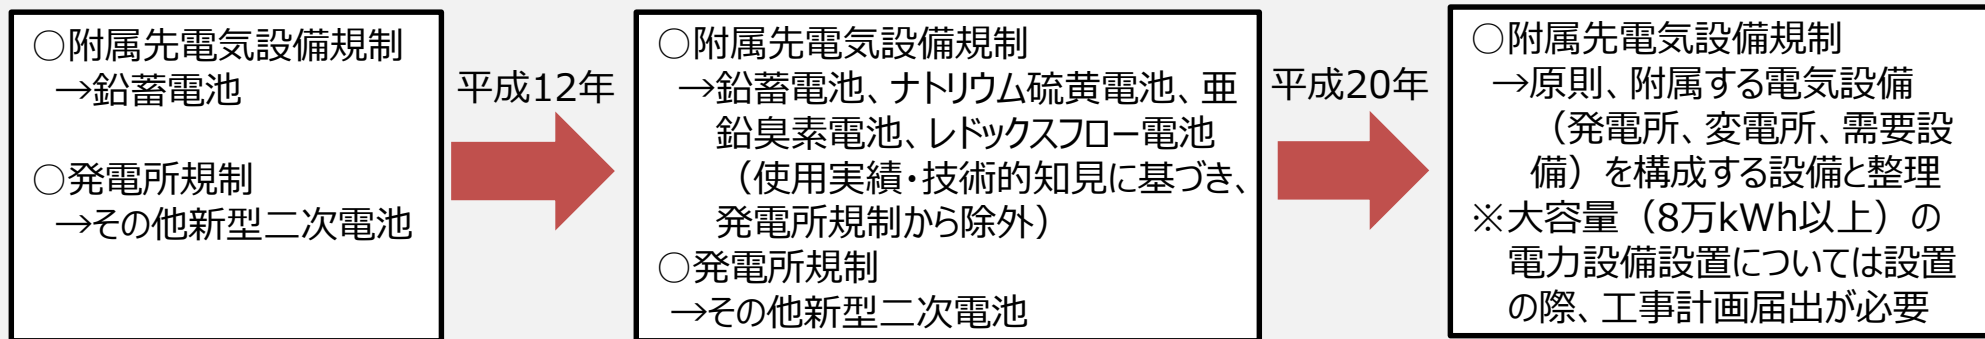 ○附属先電気設備規制
→鉛蓄電池
○発電所規制
→その他新型二次電池
平成12年
○附属先電気設備規制
→鉛蓄電池、ナトリウム硫黄電池、亜
鉛臭素電池、レドックスフロー電池
（使用実績・技術的知見に基づき、
発電所規制から除外）
○発電所規制
→その他新型二次電池
平成20年
○附属先電気設備規制
→原則、附属する電気設備
（発電所、変電所、需要設
備）を構成する設備と整理
※大容量（8万kWh以上）の
電力設備設置については設置
の際、工事計画届出が必要